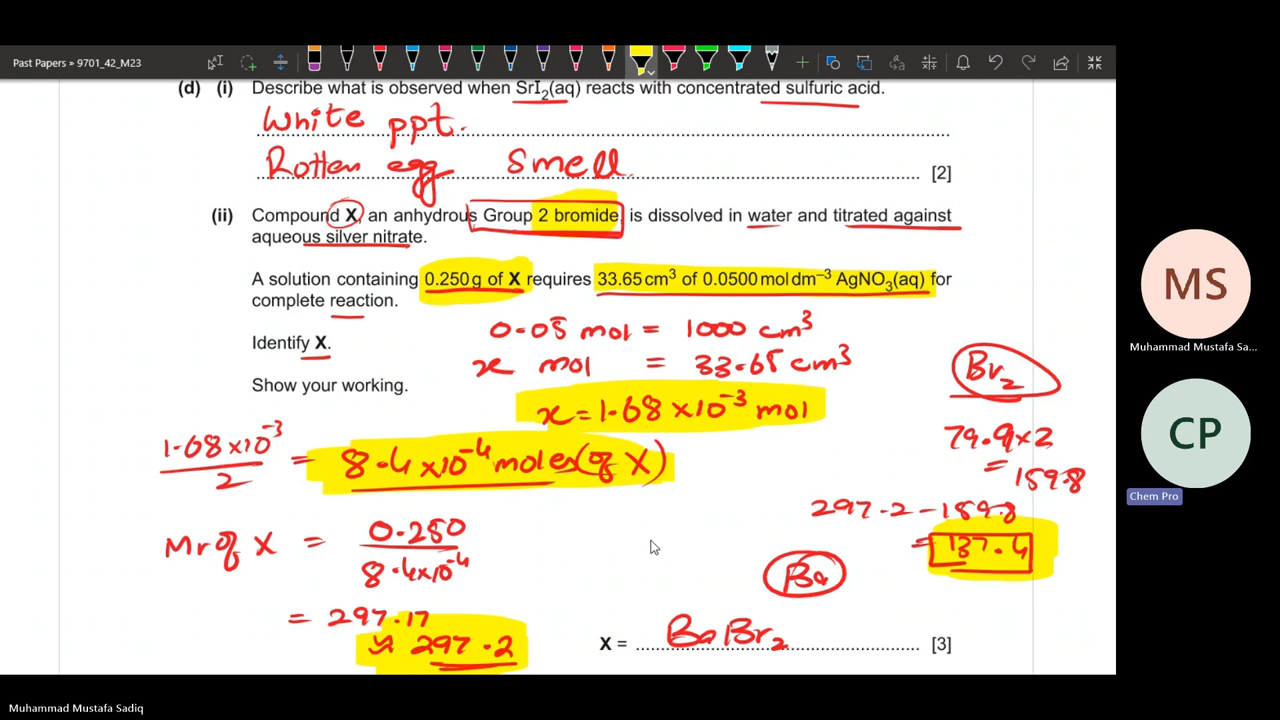 Past Papers » 9701_42_M23
(d) (i) Describe what is observed when SrI₂(aq) reacts with concentrated sulfuric acid.
White ppt.
Rotten egg smell. [2]
(ii) Compound X, an anhydrous Group 2 bromide, is dissolved in water and titrated against
aqueous silver nitrate.
A solution containing 0.250 g of X requires 33.65 cm³ of 0.0500 mol dm⁻³ AgNO₃(aq) for
complete reaction.
0.05 mol = 1000 cm³
Identify X.
x mol = 33.65 cm³
Show your working.
x = 1.68 × 10⁻³ mol
1.68 × 10⁻³ / 2 = 8.4 × 10⁻⁴ moles (of X)
Mr of X = 0.250 / 8.4 × 10⁻⁴
= 297.17
≈ 297.2
Br₂
79.9 × 2
= 159.8
297.2 - 159.8
= 137.4
Ba
X = BaBr₂ [3]
MS
Muhammad Mustafa Sa...
CP
Chem Pro
Muhammad Mustafa Sadiq